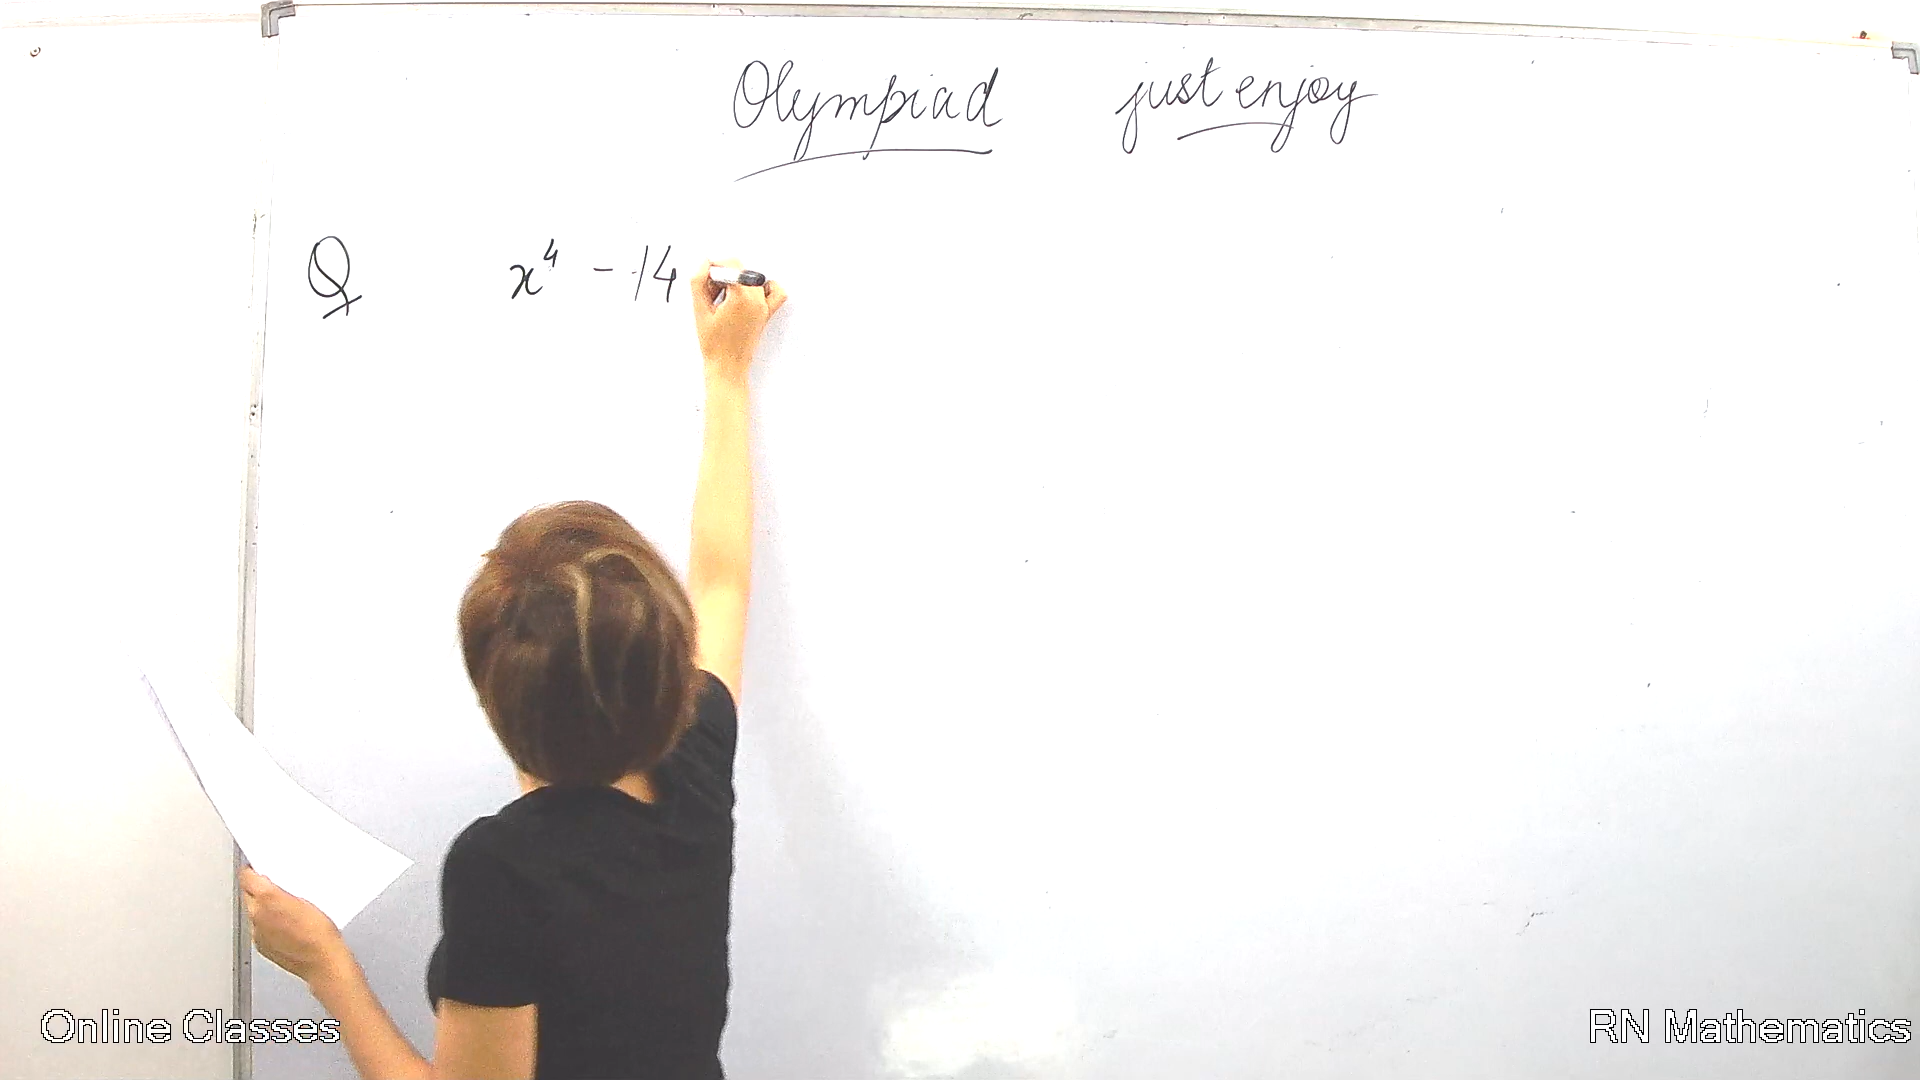 Olympiad just enjoy
Q x⁴ - 14
Online Classes
RN Mathematics